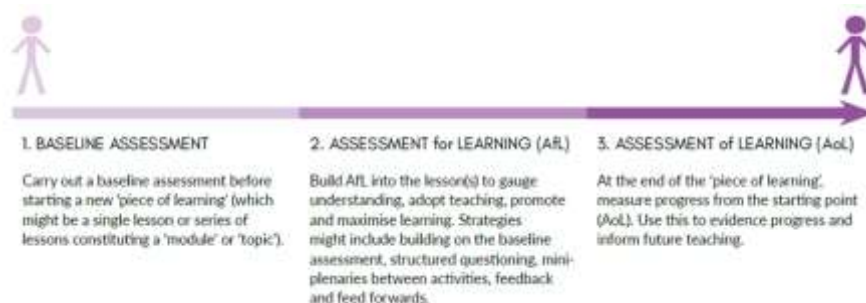 1. BASELINE ASSESSMENT
Carry out a baseline assessment before
starting a new 'piece of learning' (which
might be a single lesson or series of
lessons constituting a 'module' or 'topic').
2. ASSESSMENT for LEARNING (AfL)
Build AfL into the lesson(s) to gauge
understanding, adopt teaching, promote
and maximise learning. Strategies
might include building on the baseline
assessment, structured questioning, mini-
plenaries between activities, feedback
and feed forwards.
3. ASSESSMENT of LEARNING (AoL)
At the end of the 'piece of learning',
measure progress from the starting point
(AoL). Use this to evidence progress and
inform future teaching.